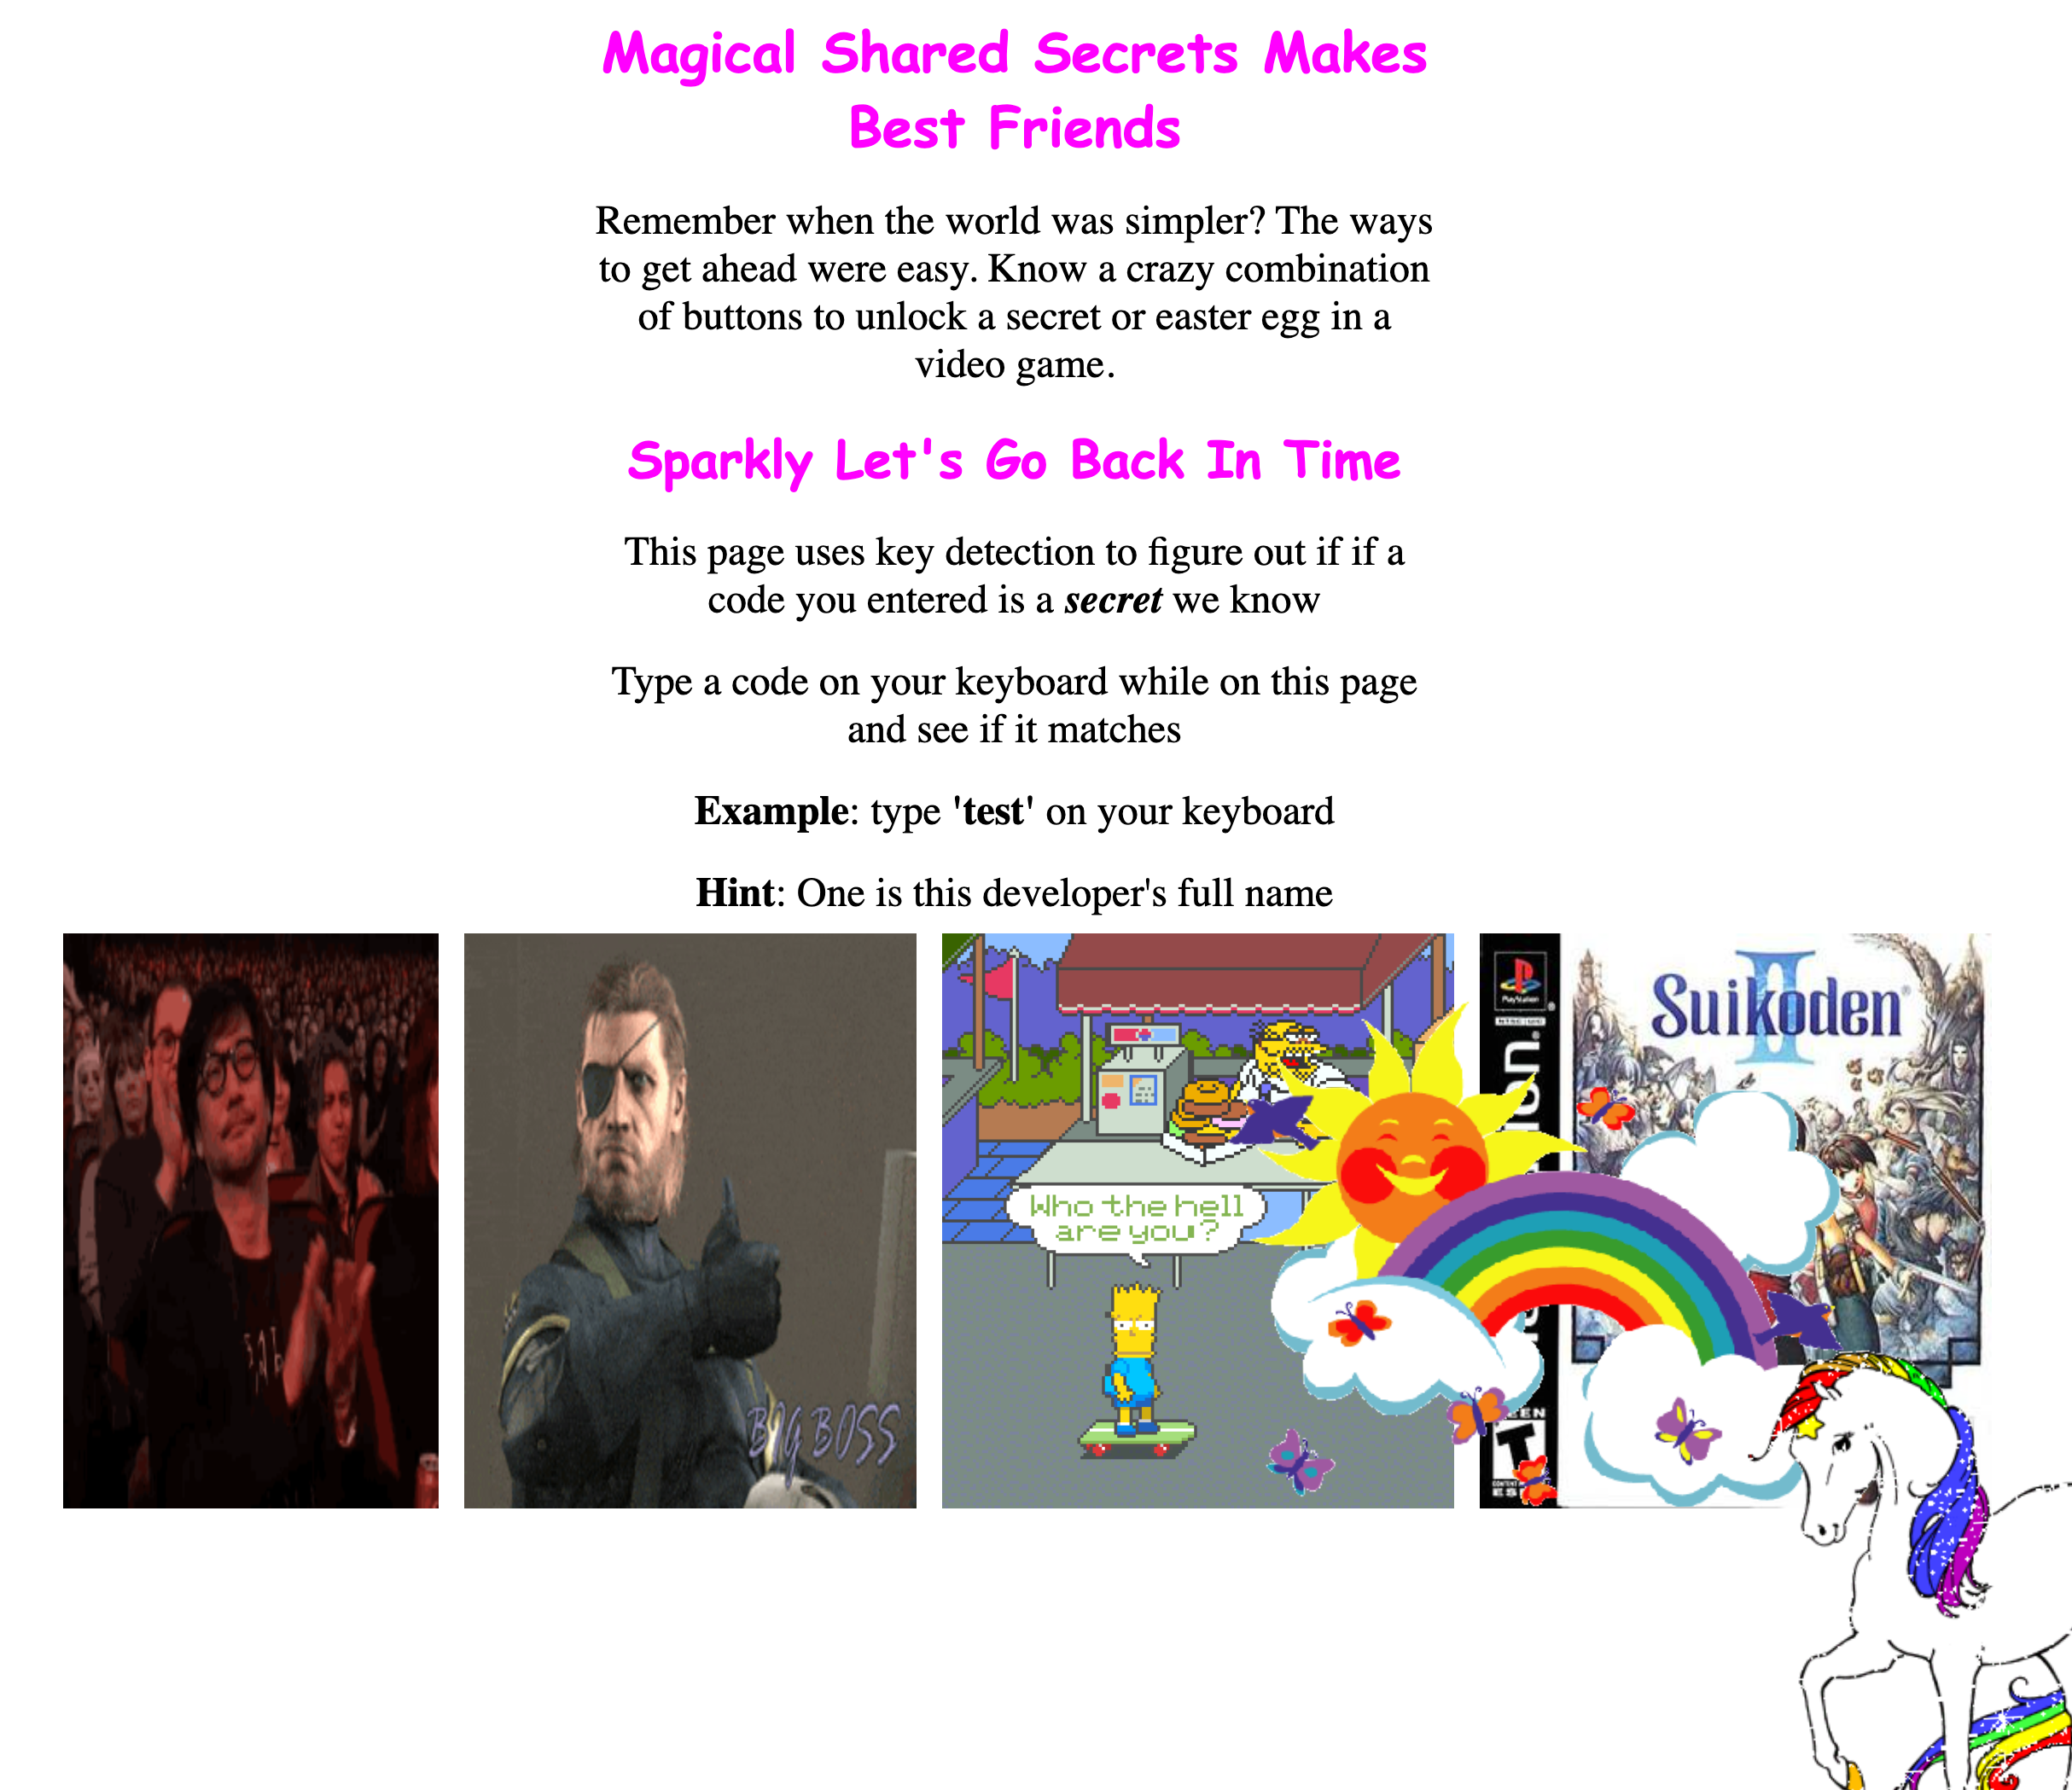 Magical Shared Secrets Makes
Best Friends
Remember when the world was simpler? The ways
to get ahead were easy. Know a crazy combination
of buttons to unlock a secret or easter egg in a
video game.
Sparkly Let's Go Back In Time
This page uses key detection to figure out if if a
code you entered is a secret we know
Type a code on your keyboard while on this page
and see if it matches
Example: type 'test' on your keyboard
Hint: One is this developer's full name
BIG BOSS
Who the hell
are you?
PlayStation
Suikoden
II
T